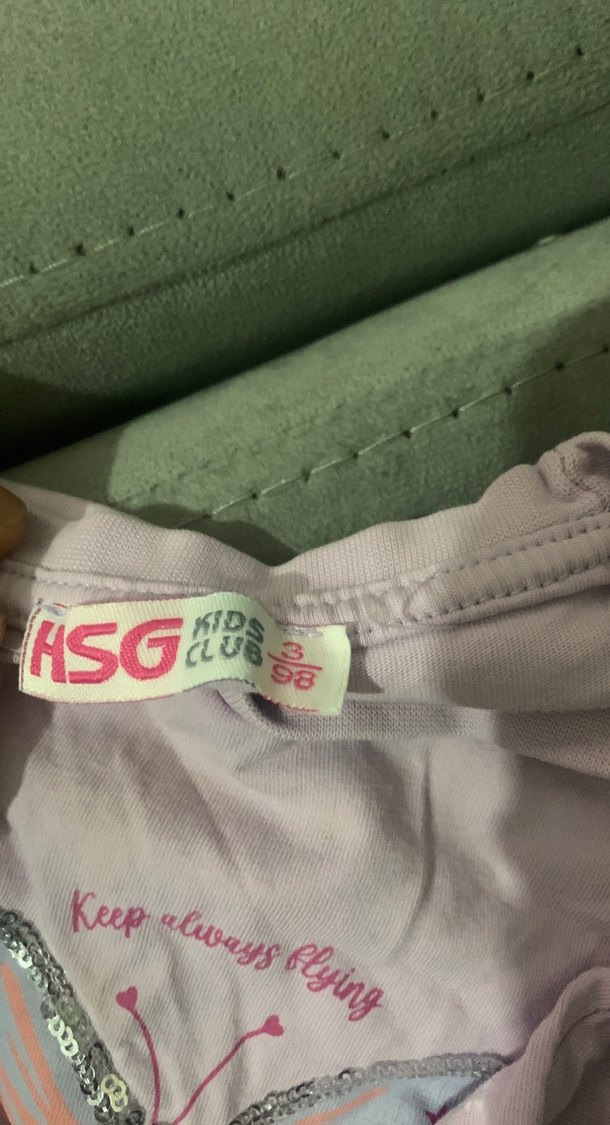 HSG KIDS
CLUB
3
98
Keep always flying